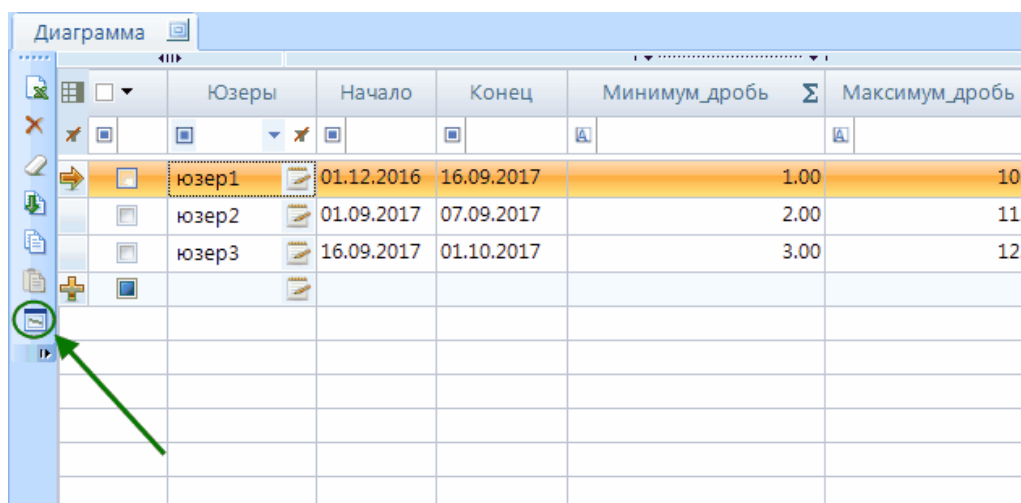 Диаграмма
Юзеры Начало Конец Минимум_дробь Σ Максимум_дробь
юзер1 01.12.2016 16.09.2017 1.00 10
юзер2 01.09.2017 07.09.2017 2.00 11
юзер3 16.09.2017 01.10.2017 3.00 12